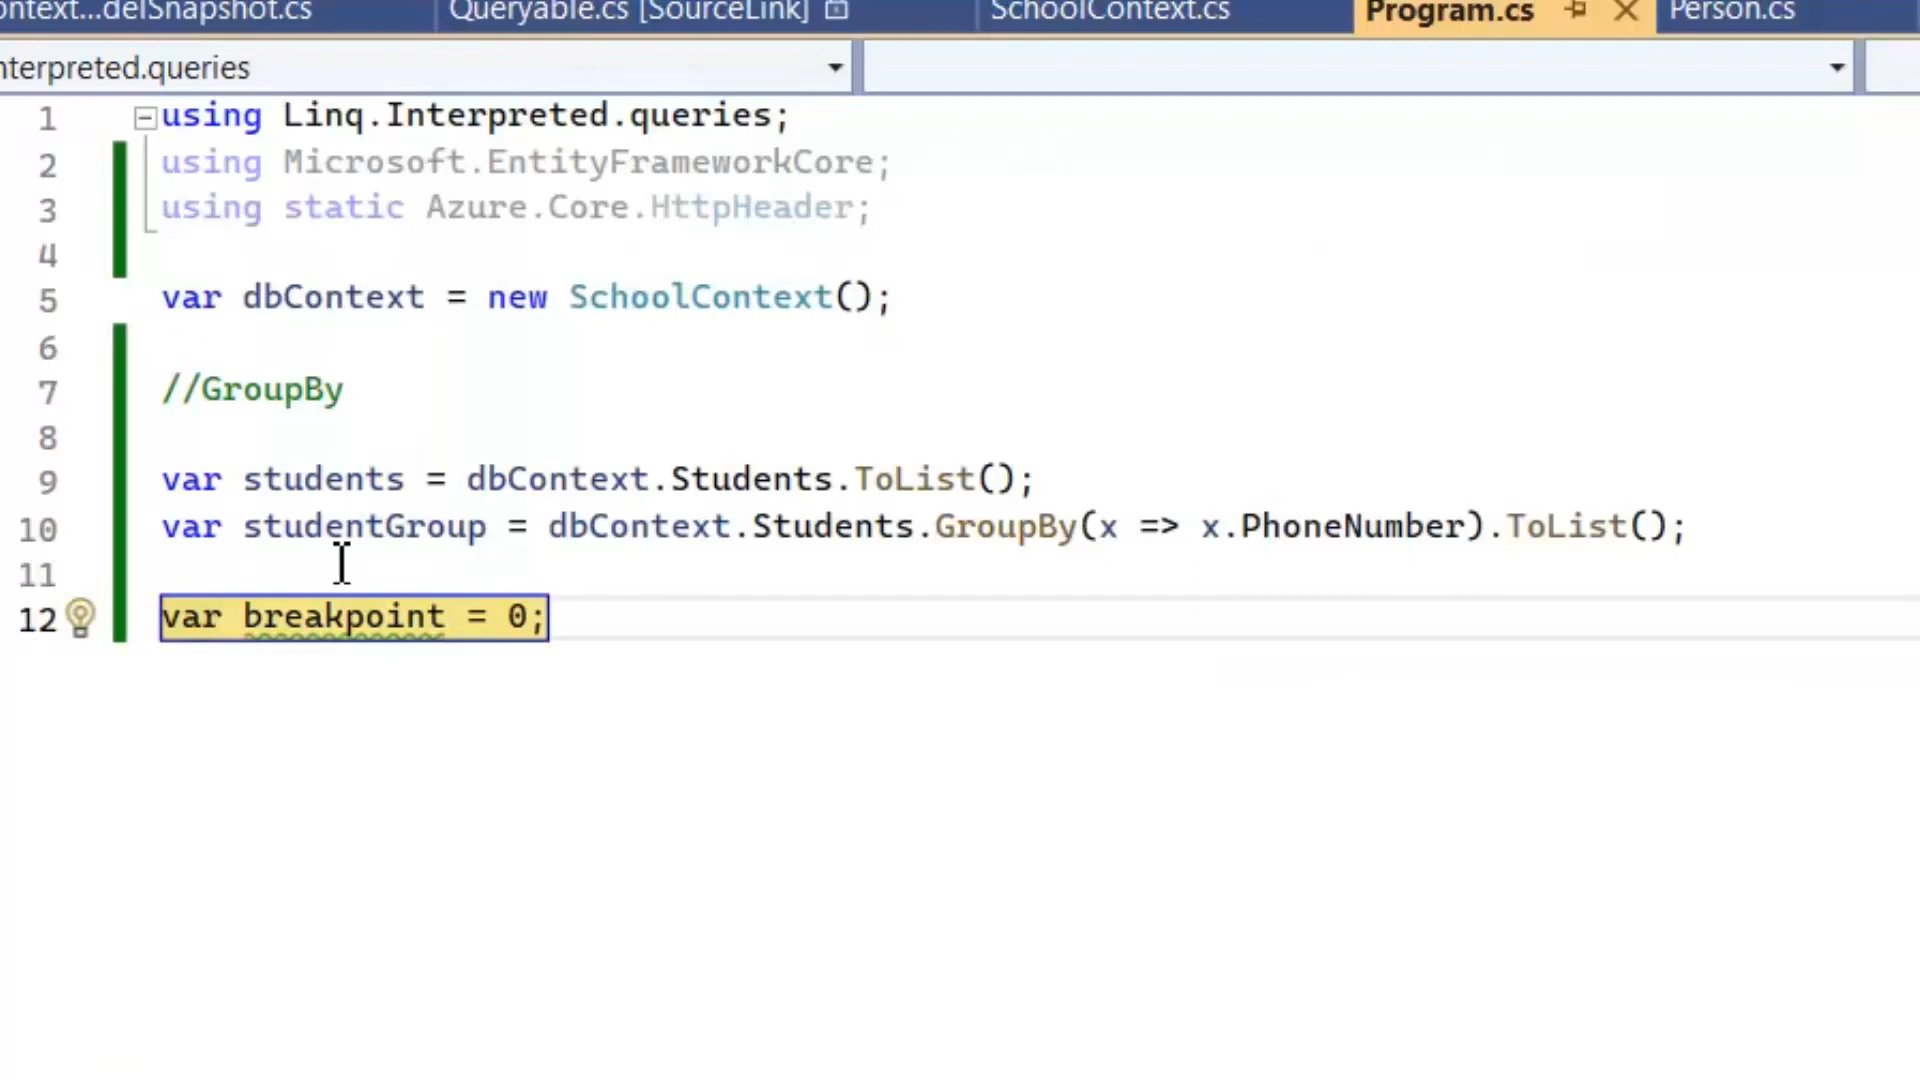 ontext...delSnapshot.cs Queryable.cs [SourceLink] SchoolContext.cs Program.cs Person.cs
nterpreted.queries
1 using Linq.Interpreted.queries;
2 using Microsoft.EntityFrameworkCore;
3 using static Azure.Core.HttpHeader;
4
5 var dbContext = new SchoolContext();
6
7 //GroupBy
8
9 var students = dbContext.Students.ToList();
10 var studentGroup = dbContext.Students.GroupBy(x => x.PhoneNumber).ToList();
11
12 var breakpoint = 0;